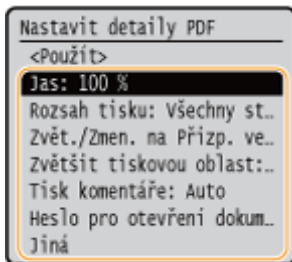 Nastavit detaily PDF
<Použít>
Jas: 100 %
Rozsah tisku: Všechny st…
Zvět./Zmen. na Přizp. ve…
Zvětšit tiskovou oblast:…
Tisk komentáře: Auto
Heslo pro otevření dokum…
Jiná